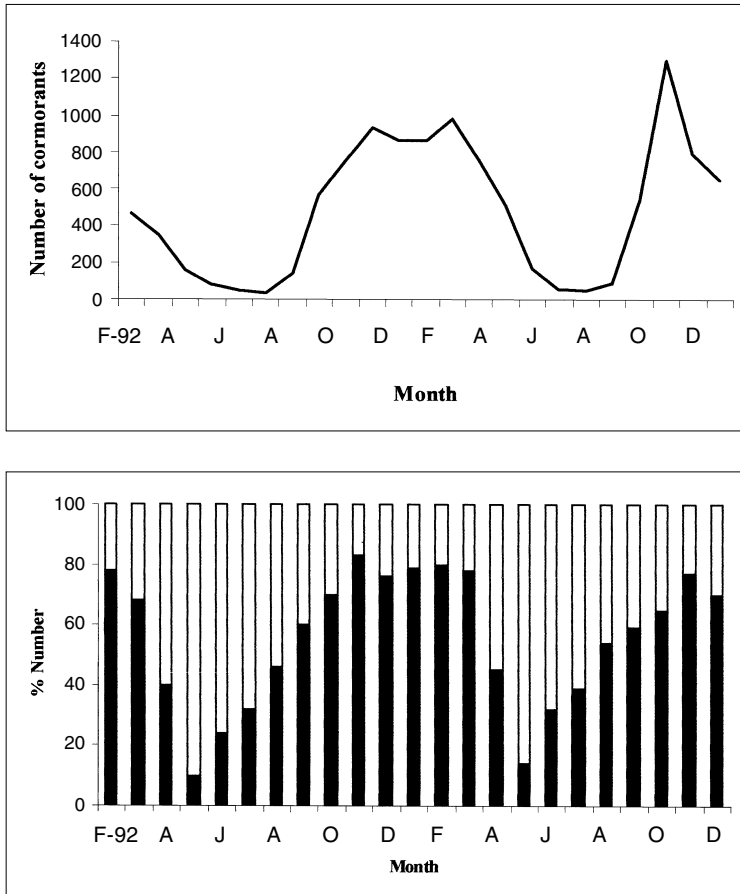 1400
1200
1000
800
600
400
200
0
Number of cormorants
F-92 A J A O D F A J A O D
Month
100
80
60
40
20
0
% Number
F-92 A J A O D F A J A O D
Month